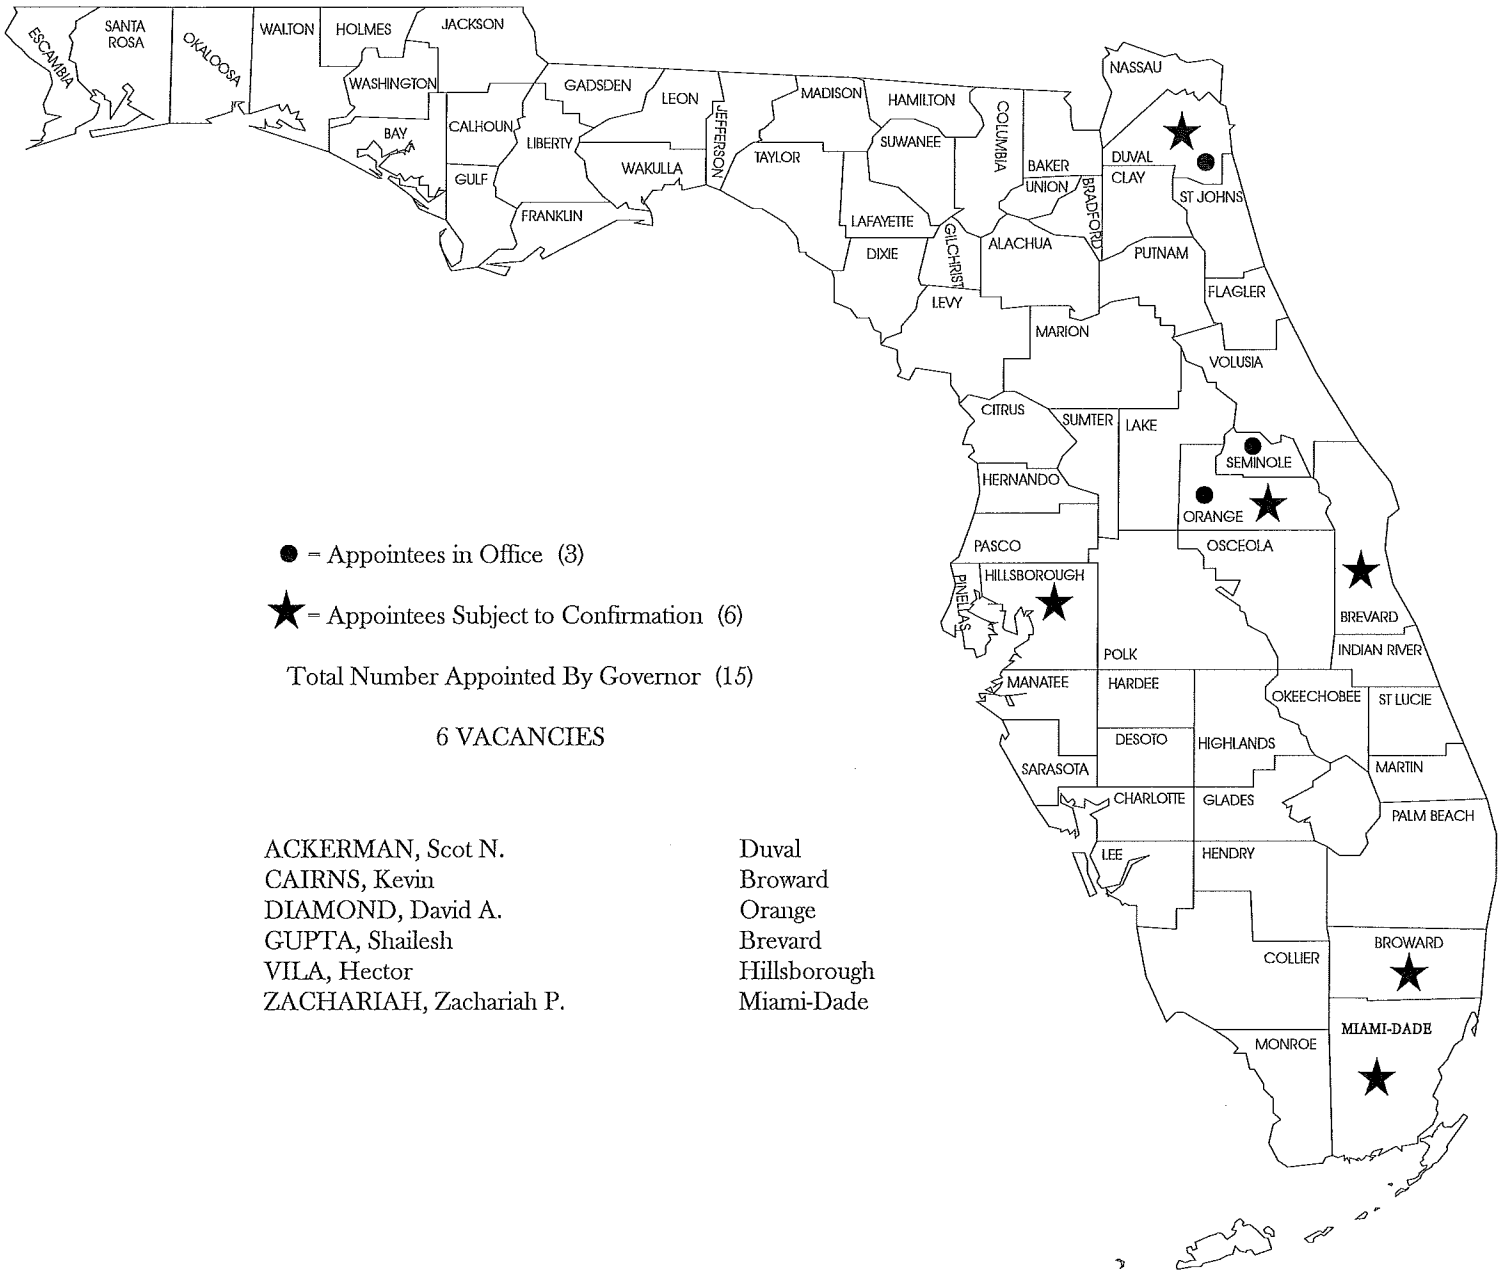 ESCAMBIA
SANTA
ROSA
OKALOOSA
WALTON
HOLMES
JACKSON
WASHINGTON
BAY
CALHOUN
GULF
GADSDEN
LIBERTY
FRANKLIN
LEON
WAKULLA
JEFFERSON
MADISON
TAYLOR
HAMILTON
SUWANEE
LAFAYETTE
DIXIE
COLUMBIA
GILCHRIST
LEVY
BAKER
UNION
BRADFORD
ALACHUA
NASSAU
DUVAL
CLAY
ST JOHNS
PUTNAM
FLAGLER
MARION
VOLUSIA
CITRUS
SUMTER
LAKE
SEMINOLE
HERNANDO
ORANGE
PASCO
OSCEOLA
PINELLAS
HILLSBOROUGH
BREVARD
INDIAN RIVER
POLK
MANATEE
HARDEE
OKEECHOBEE
ST LUCIE
DESOTO
HIGHLANDS
SARASOTA
MARTIN
CHARLOTTE
GLADES
PALM BEACH
LEE
HENDRY
BROWARD
COLLIER
MIAMI-DADE
MONROE
= Appointees in Office (3)
= Appointees Subject to Confirmation (6)
Total Number Appointed By Governor (15)
6 VACANCIES
ACKERMAN, Scot N. Duval
CAIRNS, Kevin Broward
DIAMOND, David A. Orange
GUPTA, Shailesh Brevard
VILA, Hector Hillsborough
ZACHARIAH, Zachariah P. Miami-Dade